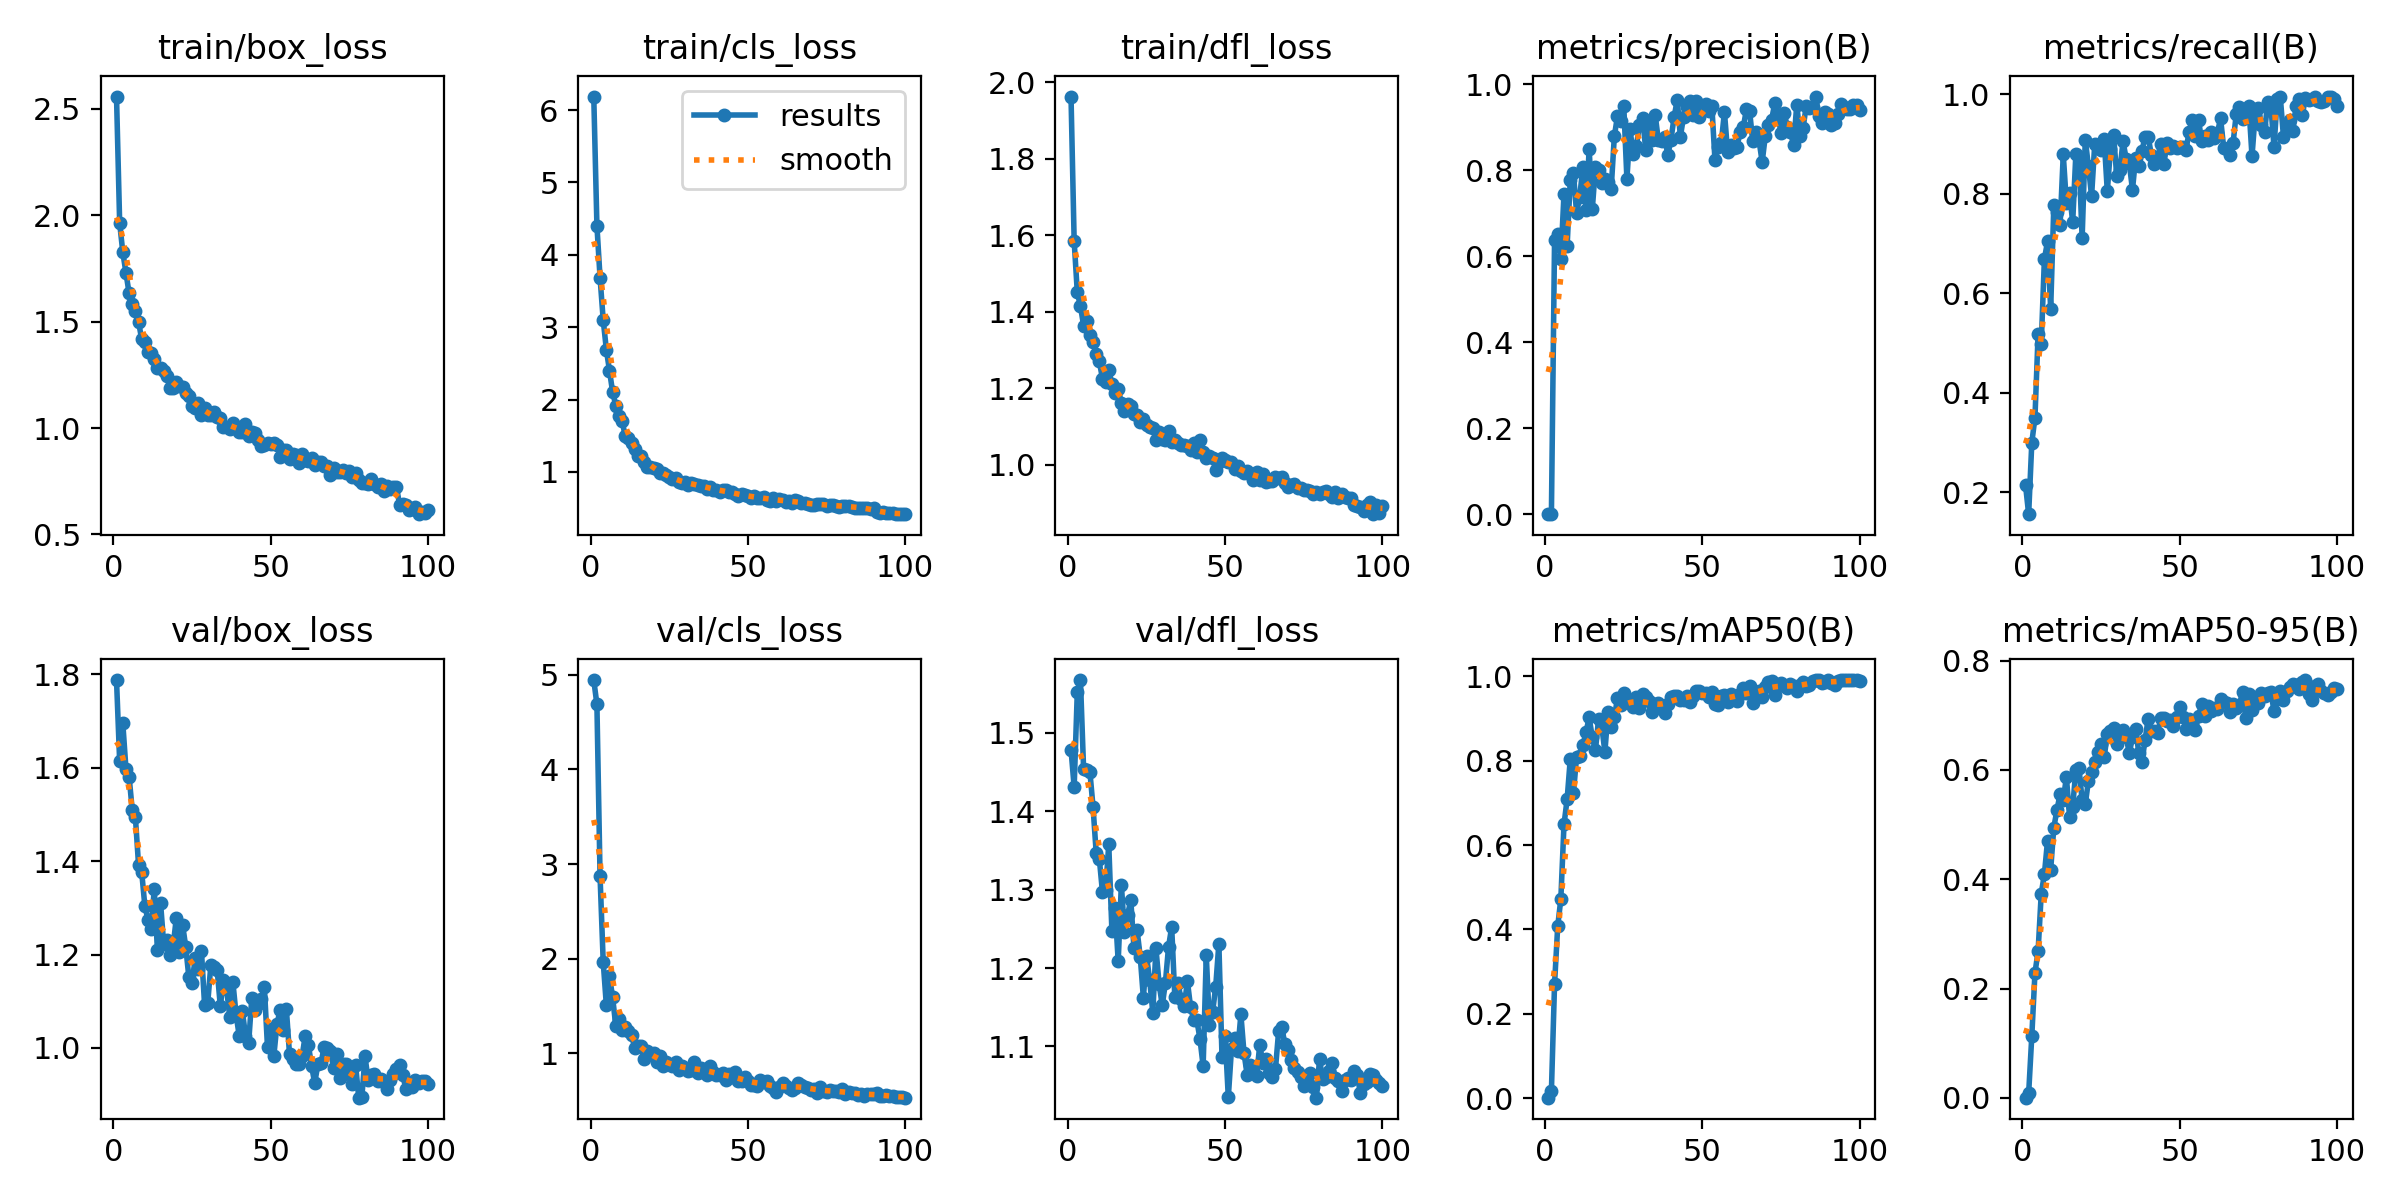 train/box_loss
2.5
2.0
1.5
1.0
0.5
0 50 100
train/cls_loss
results
smooth
6
5
4
3
2
1
0 50 100
train/dfl_loss
2.0
1.8
1.6
1.4
1.2
1.0
0 50 100
metrics/precision(B)
1.0
0.8
0.6
0.4
0.2
0.0
0 50 100
metrics/recall(B)
1.0
0.8
0.6
0.4
0.2
0 50 100
val/box_loss
1.8
1.6
1.4
1.2
1.0
0 50 100
val/cls_loss
5
4
3
2
1
0 50 100
val/dfl_loss
1.5
1.4
1.3
1.2
1.1
0 50 100
metrics/mAP50(B)
1.0
0.8
0.6
0.4
0.2
0.0
0 50 100
metrics/mAP50-95(B)
0.8
0.6
0.4
0.2
0.0
0 50 100